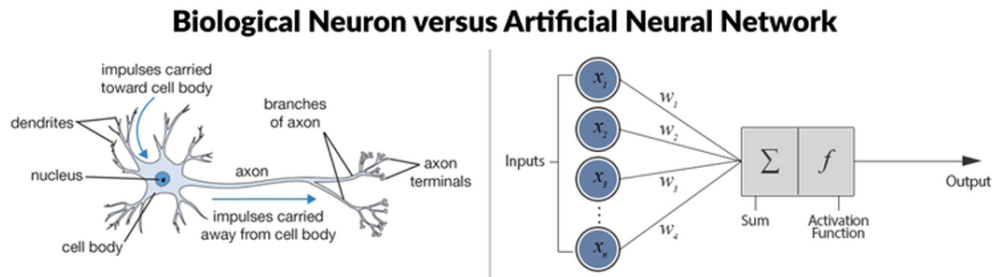 Biological Neuron versus Artificial Neural Network
impulses carried
toward cell body
dendrites
nucleus
cell body
axon
impulses carried
away from cell body
branches
of axon
axon
terminals
Inputs
x₁
x₂
x₃
xₙ
w₁
w₂
w₃
w₄
Σ
f
Sum
Activation
Function
Output